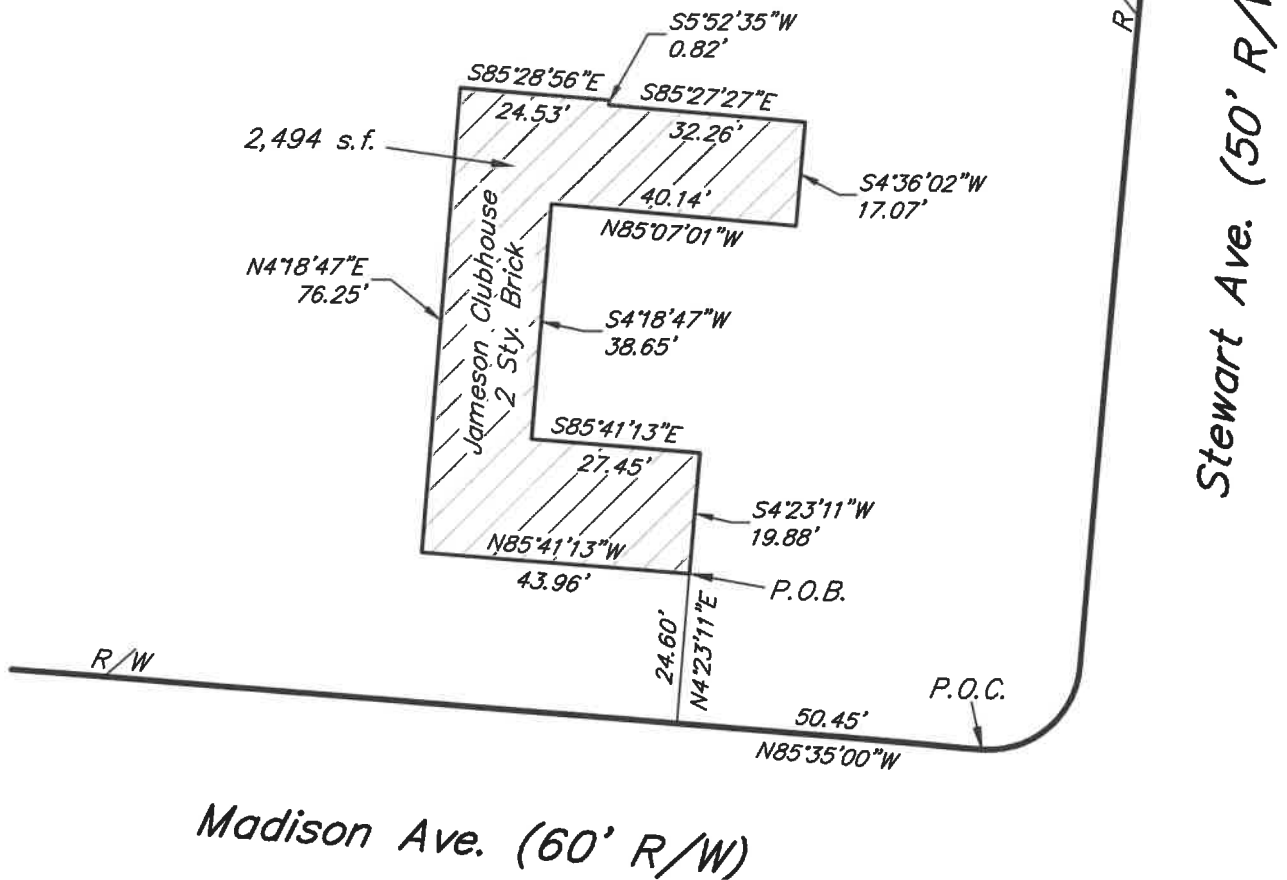 S5°52'35"W
0.82'
S85°28'56"E
24.53'
S85°27'27"E
32.26'
2,494 s.f.
S4°36'02"W
17.07'
40.14'
N85°07'01"W
N4°18'47"E
76.25'
Jameson Clubhouse
2 Sty. Brick
S4°18'47"W
38.65'
S85°41'13"E
27.45'
S4°23'11"W
19.88'
N85°41'13"W
43.96'
P.O.B.
24.60'
N4°23'11"E
R/W
P.O.C.
50.45'
N85°35'00"W
Madison Ave. (60' R/W)
Stewart Ave. (50' R/
R/